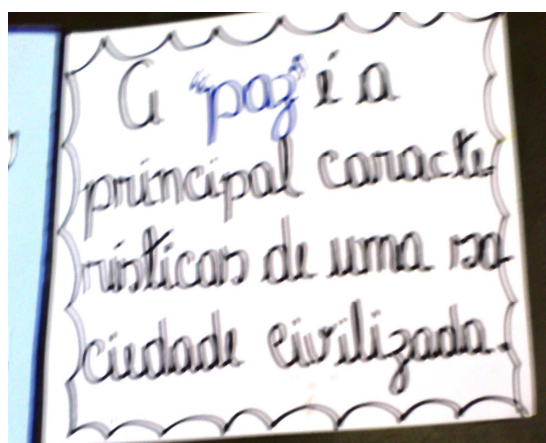 A "paz" é a
principal caracte
rísticas de uma so
ciedade civilizada.